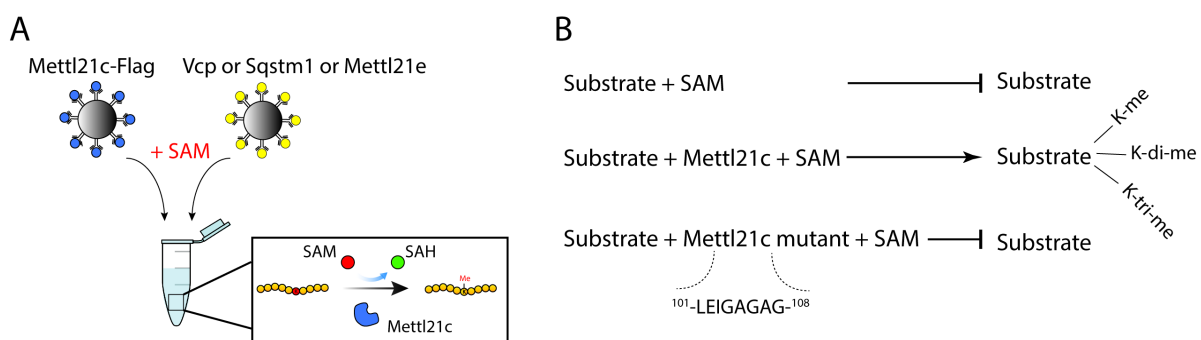 A
Mettl21c-Flag
Vcp or Sqstm1 or Mettl21e
+ SAM
SAM
SAH
Me
K
K
Mettl21c
B
Substrate + SAM
Substrate
Substrate + Mettl21c + SAM
Substrate
K-me
K-di-me
K-tri-me
Substrate + Mettl21c mutant + SAM
Substrate
101-LEIGAGAG-108